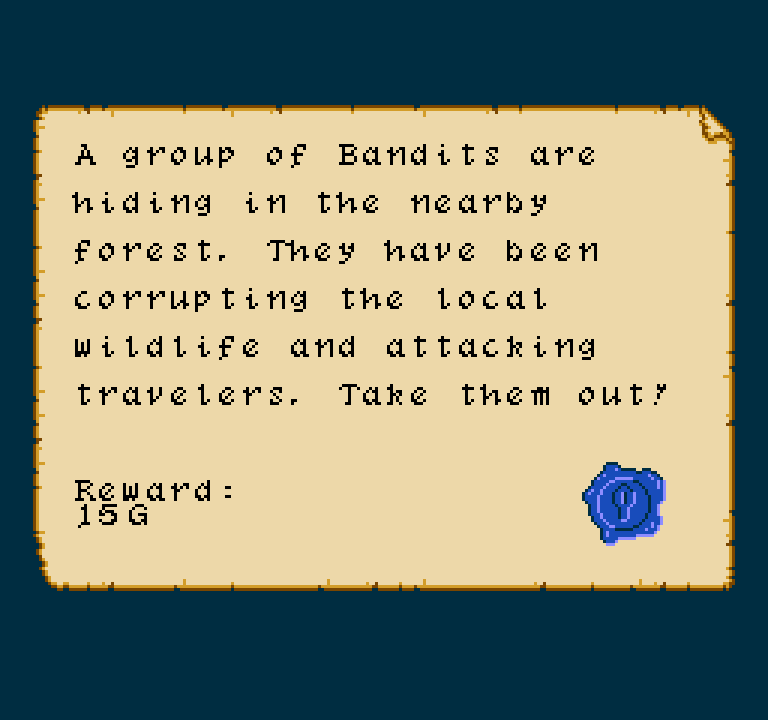 A group of Bandits are
hiding in the nearby
forest. They have been
corrupting the local
wildlife and attacking
travelers. Take them out!
Reward:
15G